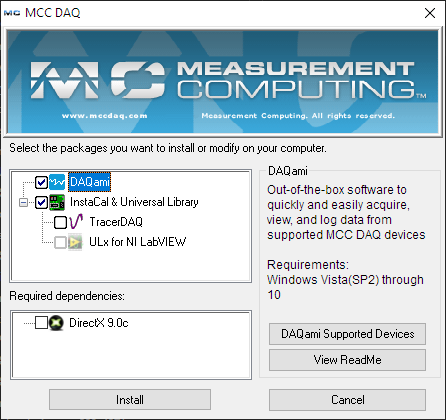 MCC DAQ
MC MEASUREMENT
COMPUTING™
www.mccdaq.com Measurement Computing. All rights reserved.
Select the packages you want to install or modify on your computer.
DAQami
InstaCal & Universal Library
TracerDAQ
ULx for NI LabVIEW
Required dependencies:
DirectX 9.0c
DAQami
Out-of-the-box software to
quickly and easily acquire,
view, and log data from
supported MCC DAQ devices
Requirements:
Windows Vista(SP2) through
10
DAQami Supported Devices
View ReadMe
Install
Cancel